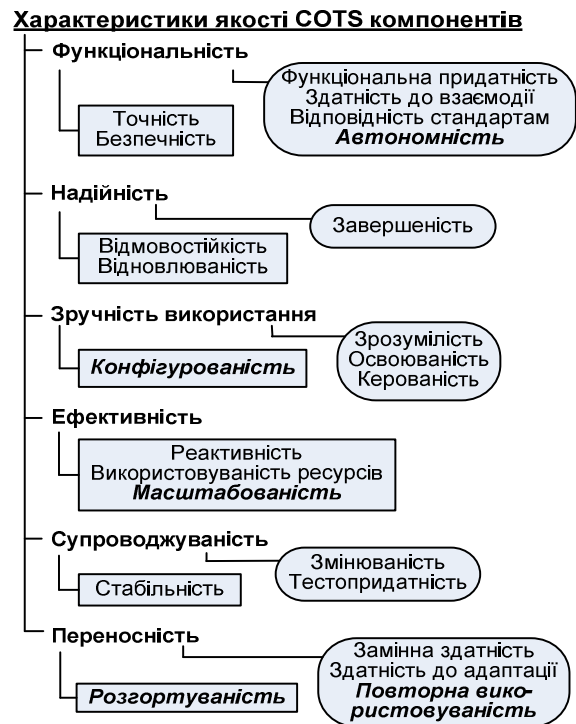 Характеристики якості COTS компонентів
Функціональність
Функціональна придатність
Здатність до взаємодії
Відповідність стандартам
Автономність
Точність
Безпечність
Надійність
Завершеність
Відмовостійкість
Відновлюваність
Зручність використання
Зрозумілість
Освоюваність
Керованість
Конфігурованість
Ефективність
Реактивність
Використовуваність ресурсів
Масштабованість
Супроводжуваність
Змінюваність
Тестопридатність
Стабільність
Переносність
Замінна здатність
Здатність до адаптації
Повторна вико-
ристовуваність
Розгортуваність